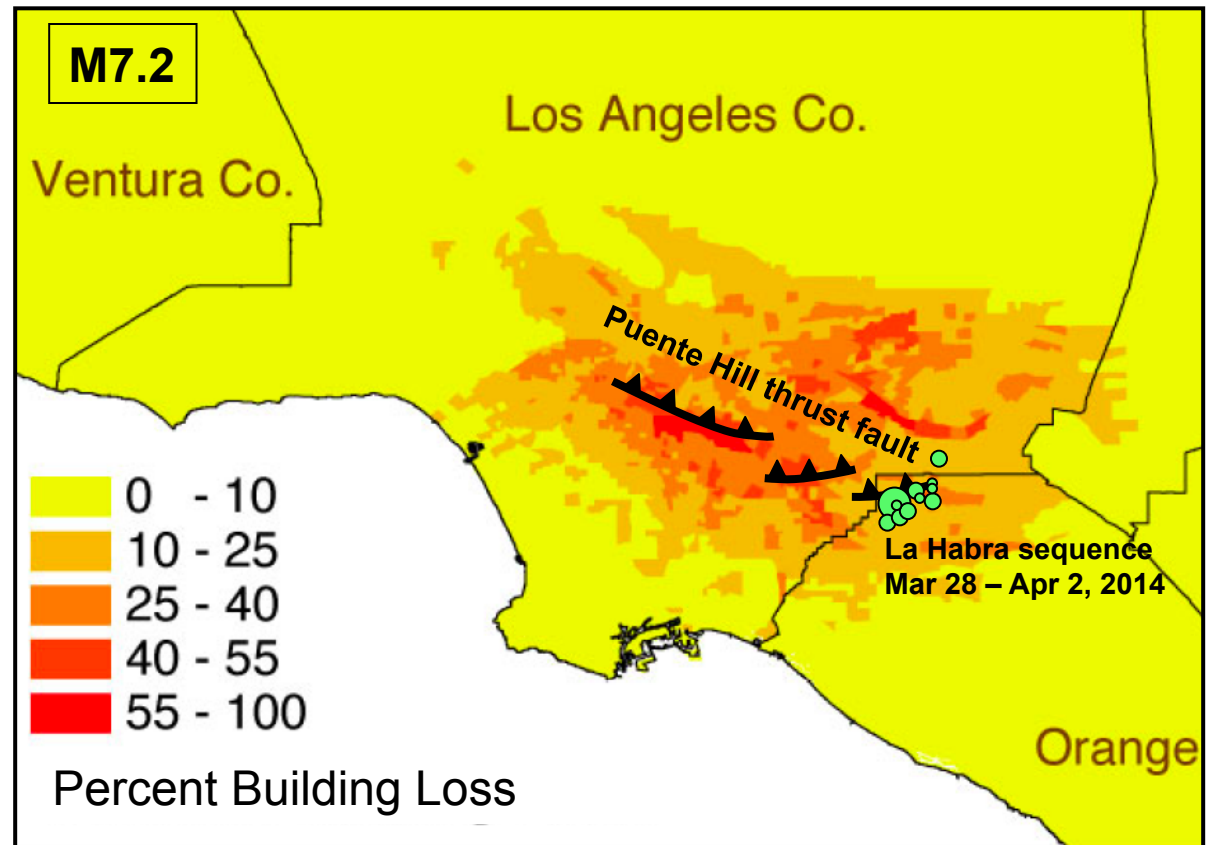 M7.2
Los Angeles Co.
Ventura Co.
Puente Hill thrust fault
0 - 10
10 - 25
25 - 40
40 - 55
55 - 100
La Habra sequence
Mar 28 – Apr 2, 2014
Orange
Percent Building Loss